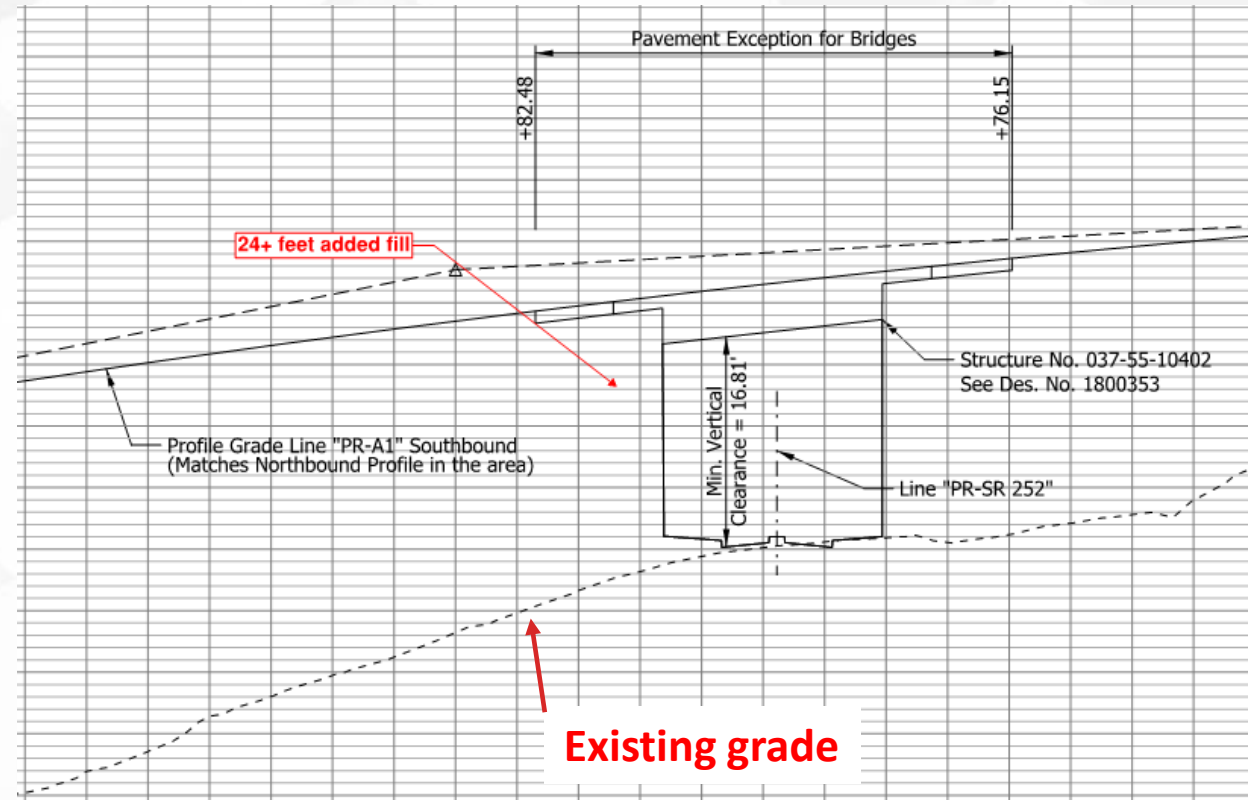 Pavement Exception for Bridges
+82.48
+76.15
24+ feet added fill
Structure No. 037-55-10402
See Des. No. 1800353
Min. Vertical
Clearance = 16.81'
Profile Grade Line "PR-A1" Southbound
(Matches Northbound Profile in the area)
Line "PR-SR 252"
Existing grade